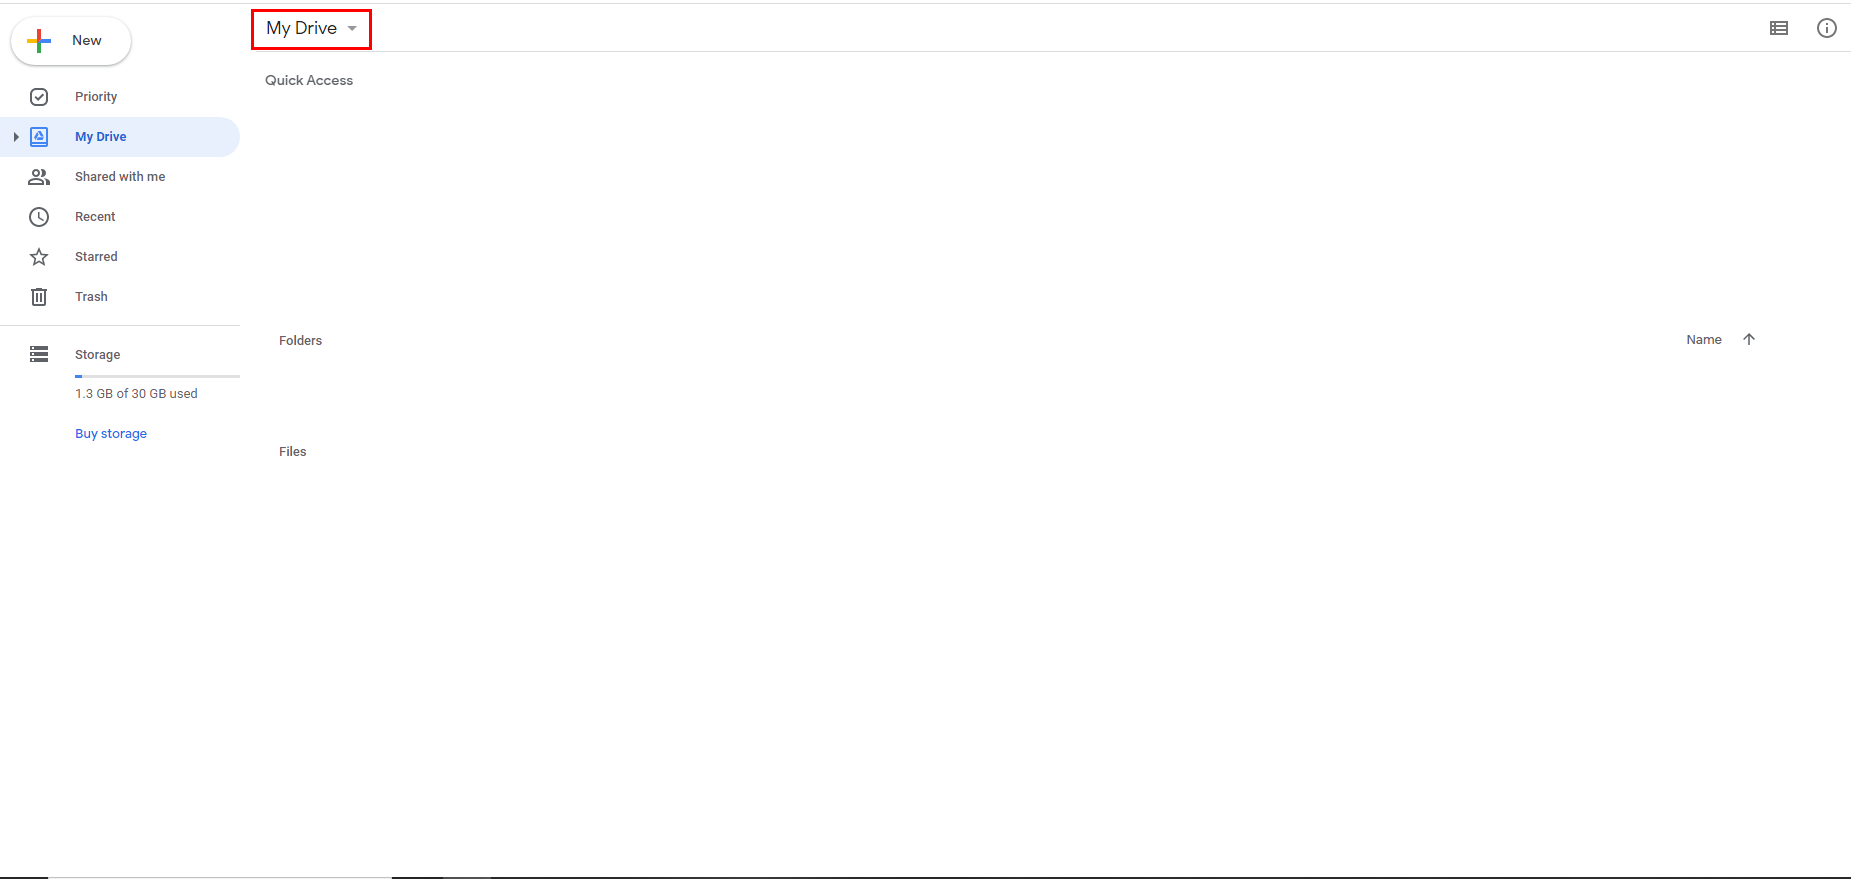 New
My Drive
Quick Access
Priority
My Drive
Shared with me
Recent
Starred
Trash
Storage
1.3 GB of 30 GB used
Buy storage
Folders
Name
Files